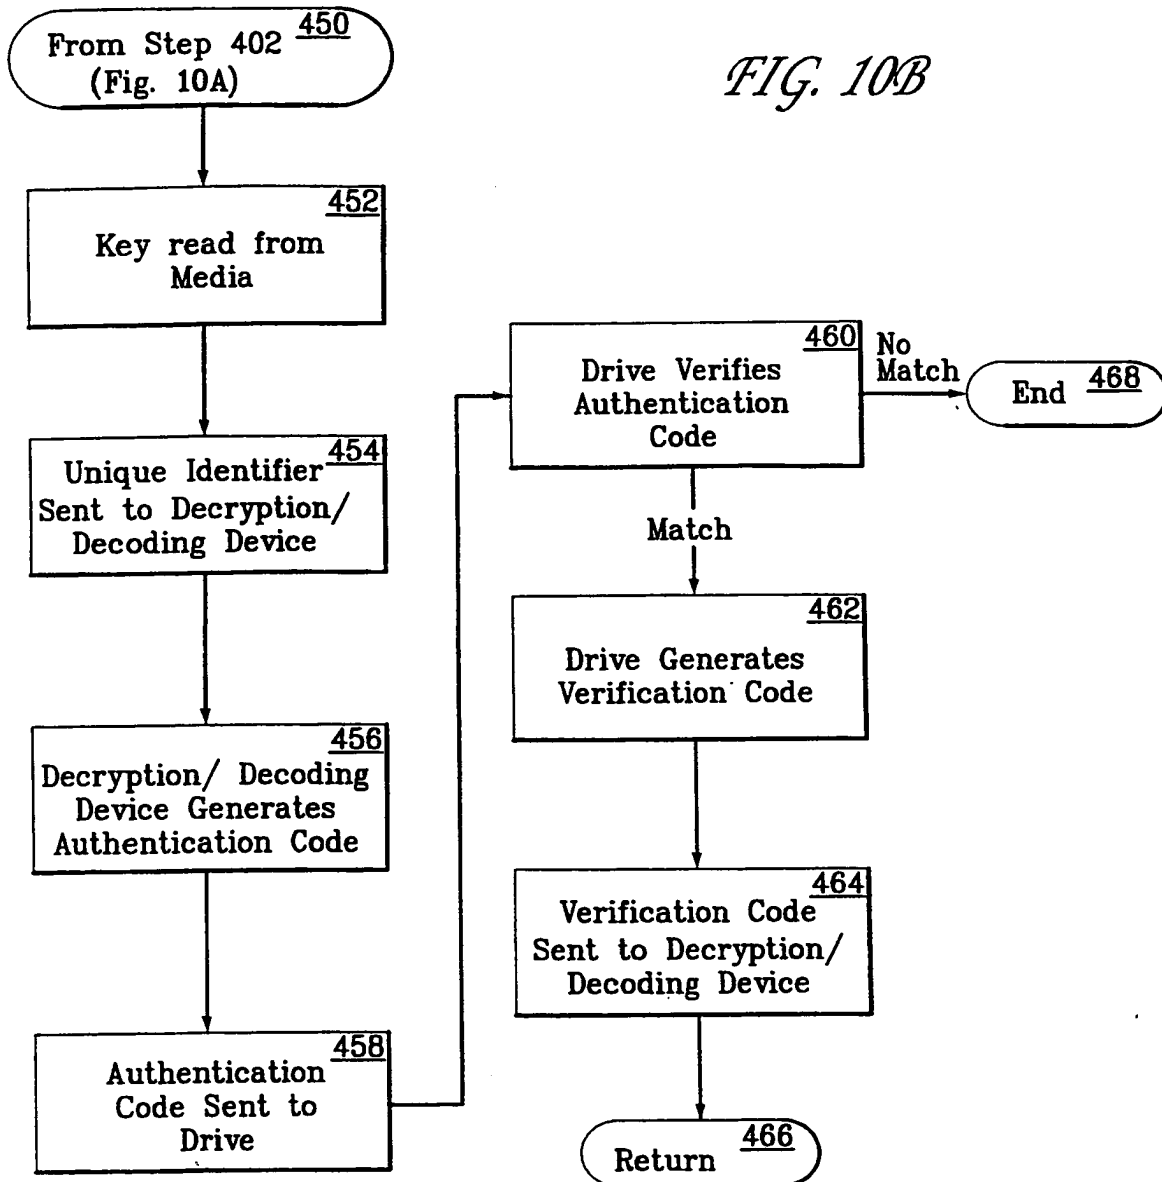 FIG. 10B
450
From Step 402
(Fig. 10A)
452
Key read from
Media
454
Unique Identifier
Sent to Decryption/
Decoding Device
456
Decryption/ Decoding
Device Generates
Authentication Code
458
Authentication
Code Sent to
Drive
460
Drive Verifies
Authentication
Code
No
Match
End 468
Match
462
Drive Generates
Verification Code
464
Verification Code
Sent to Decryption/
Decoding Device
466
Return